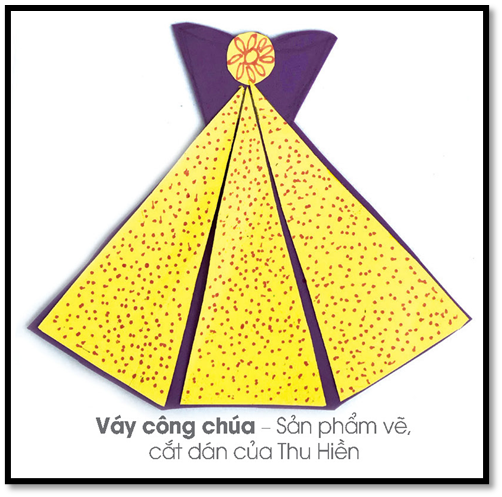 Váy công chúa – Sản phẩm vẽ,
cắt dán của Thu Hiền